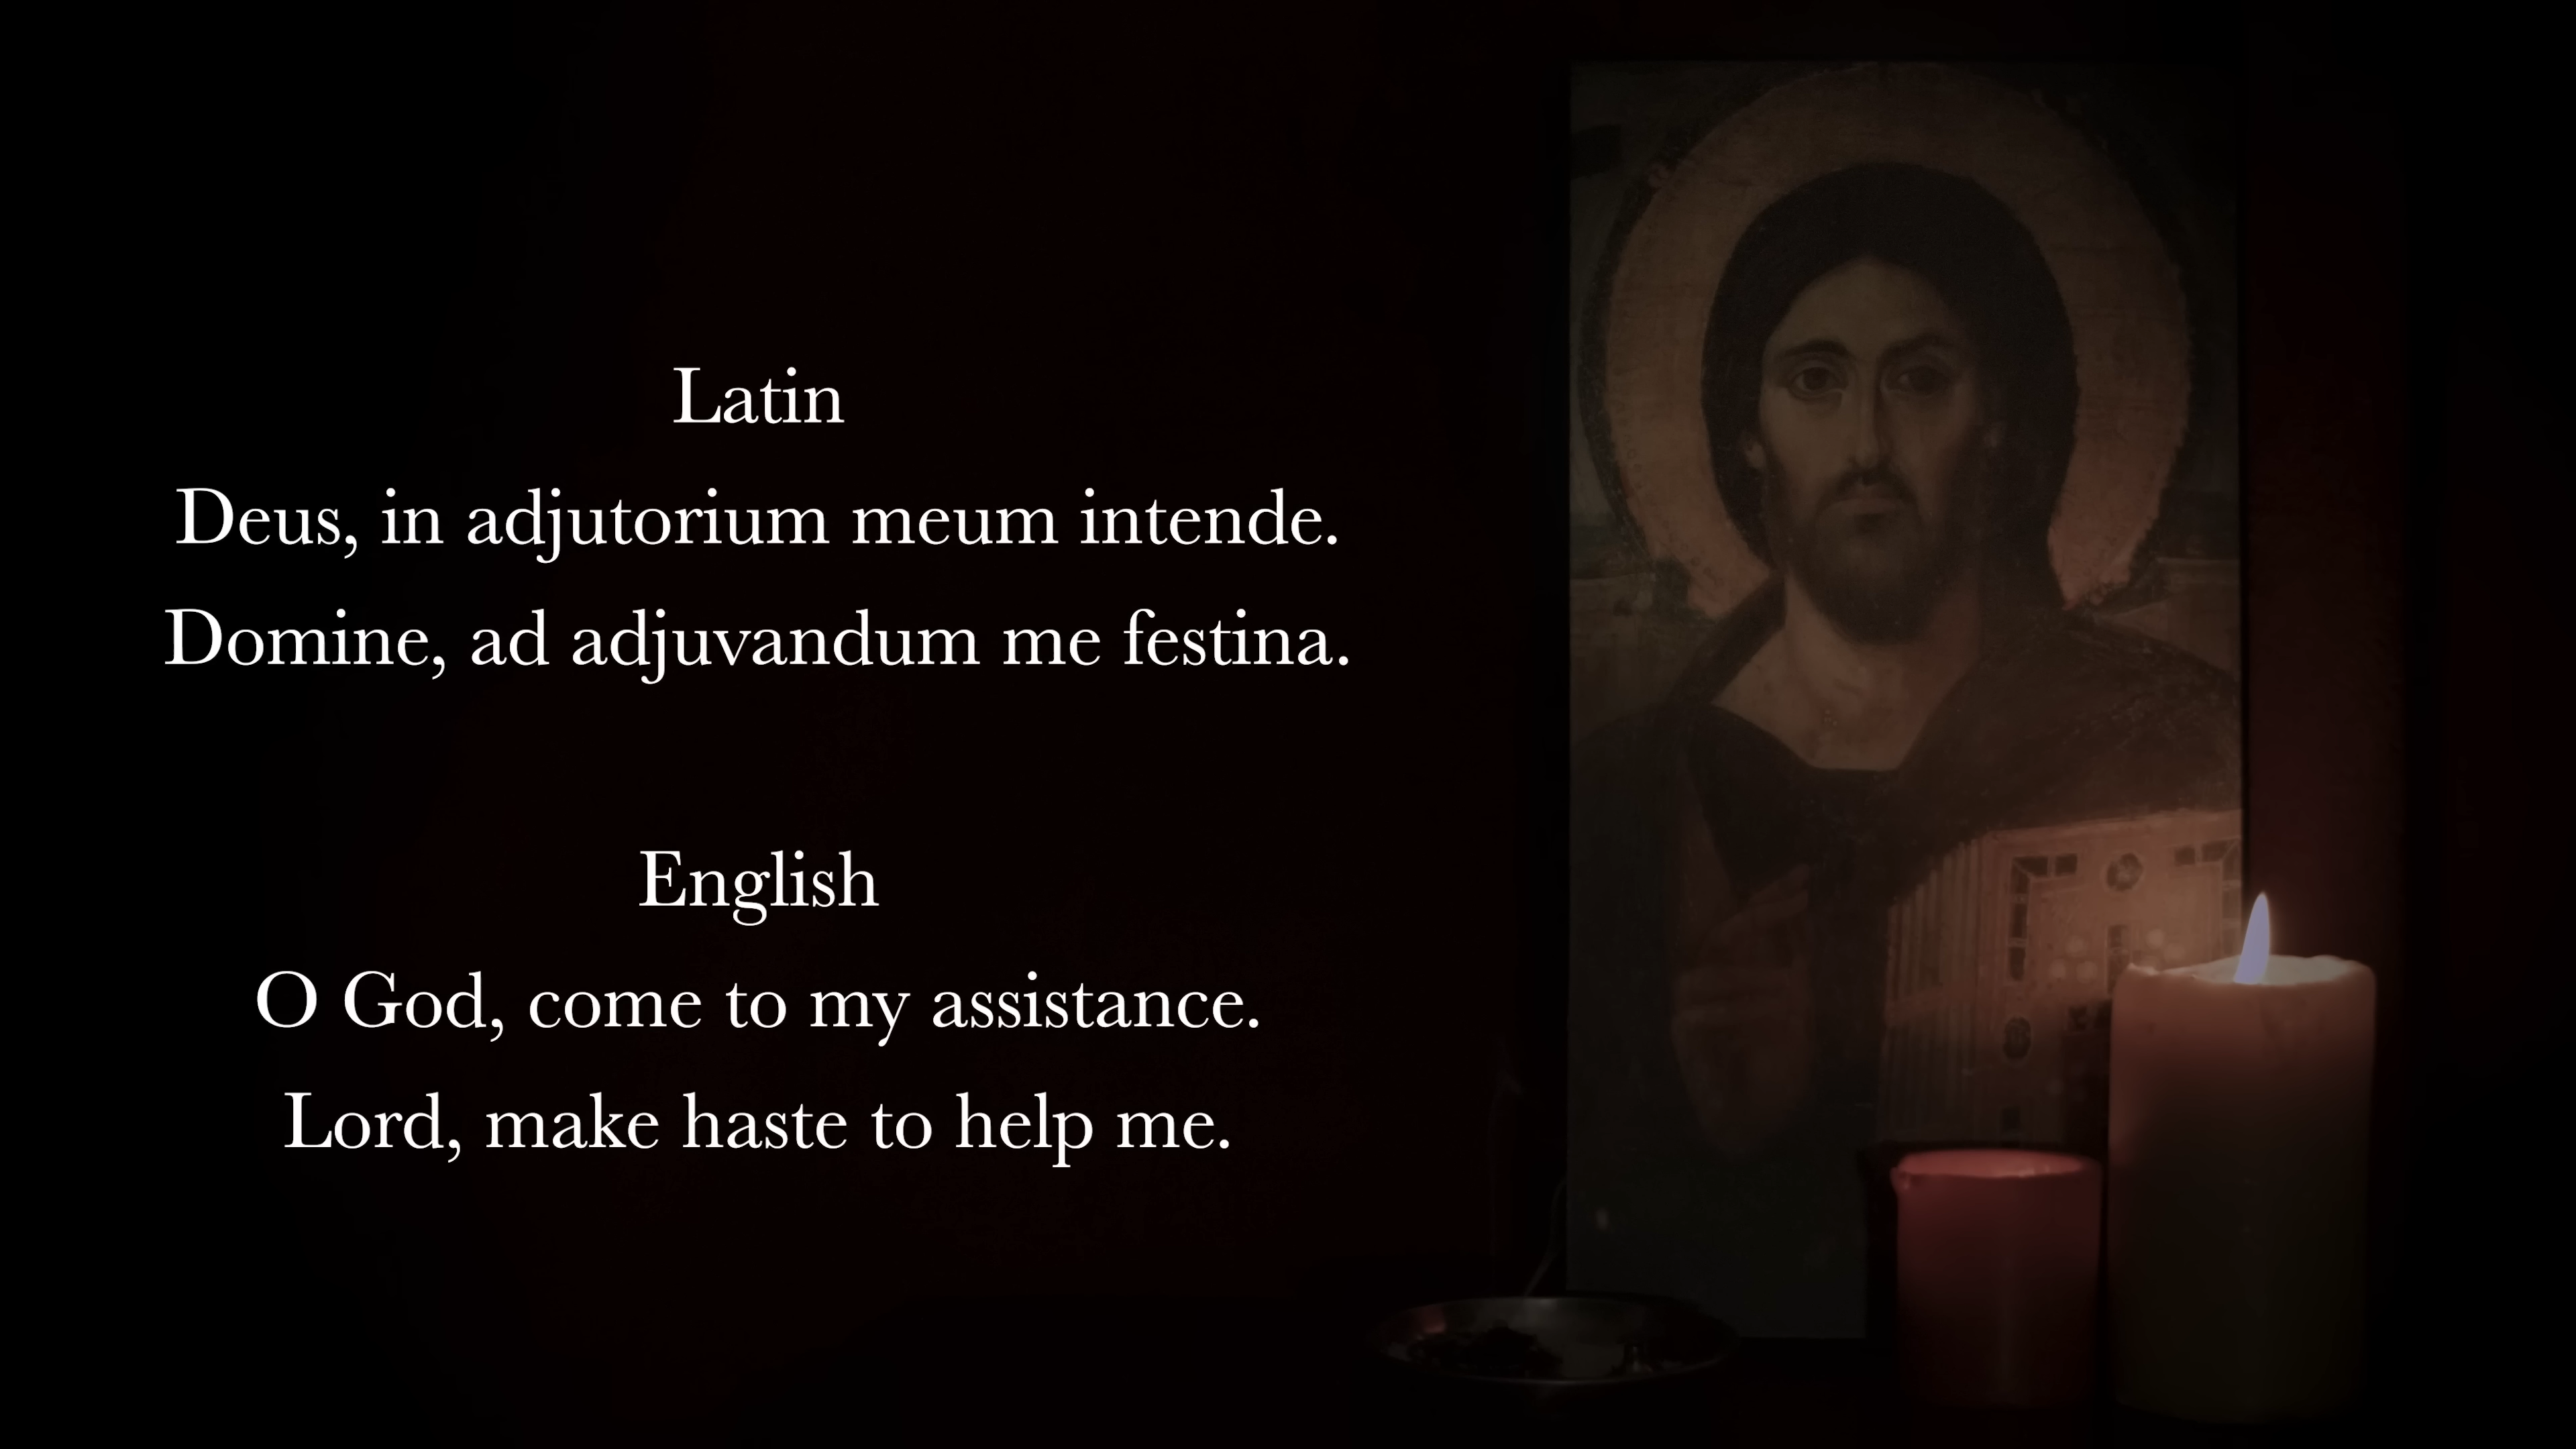 Latin
Deus, in adjutorium meum intende.
Domine, ad adjuvandum me festina.
English
O God, come to my assistance.
Lord, make haste to help me.